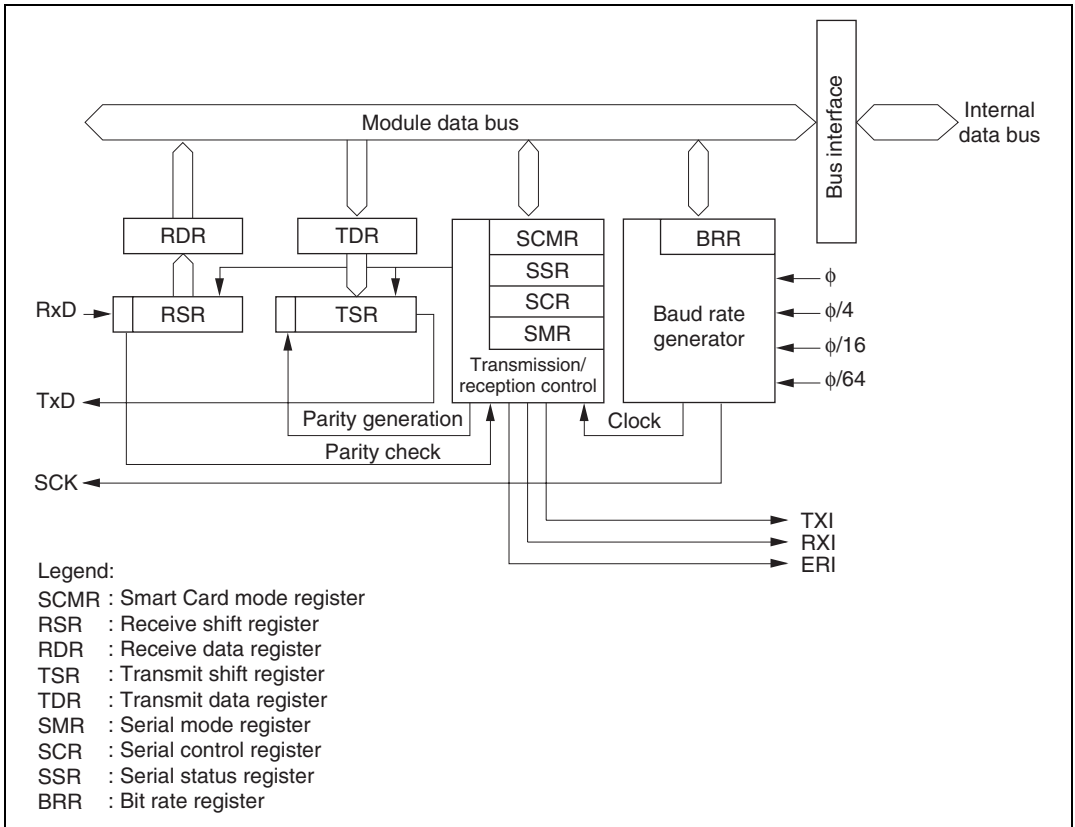 Module data bus
Bus interface
Internal
data bus
RDR
TDR
SCMR
SSR
SCR
SMR
Transmission/
reception control
BRR
Baud rate
generator
φ
φ/4
φ/16
φ/64
RxD
RSR
TSR
TxD
Parity generation
Clock
Parity check
SCK
TXI
RXI
ERI
Legend:
SCMR : Smart Card mode register
RSR : Receive shift register
RDR : Receive data register
TSR : Transmit shift register
TDR : Transmit data register
SMR : Serial mode register
SCR : Serial control register
SSR : Serial status register
BRR : Bit rate register